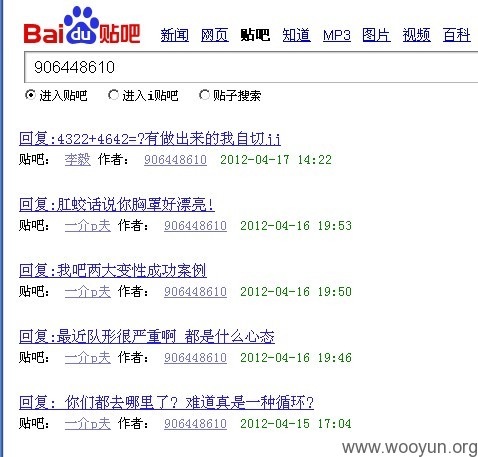 Bai du 贴吧 新闻 网页 贴吧 知道 MP3 图片 视频 百科
906448610
进入贴吧 进入i贴吧 贴子搜索
回复:4322+4642=?有做出来的我自切jj
贴吧: 李毅 作者: 906448610 2012-04-17 14:22
回复:肛蛟话说你胸罩好漂亮!
贴吧: 一介p夫 作者: 906448610 2012-04-16 19:53
回复:我吧两大变性成功案例
贴吧: 一介p夫 作者: 906448610 2012-04-16 19:50
回复:最近队形很严重啊 都是什么心态
贴吧: 一介p夫 作者: 906448610 2012-04-16 19:46
回复: 你们都去哪里了? 难道真是一种循环?
贴吧: 一介p夫 作者: 906448610 2012-04-15 17:04
www.wooyun.org